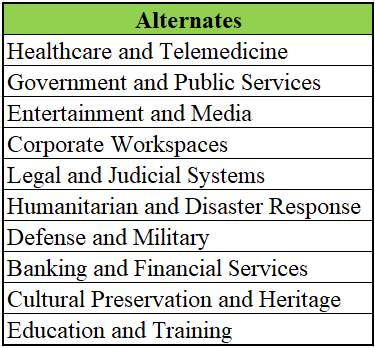 Alternates
Healthcare and Telemedicine
Government and Public Services
Entertainment and Media
Corporate Workspaces
Legal and Judicial Systems
Humanitarian and Disaster Response
Defense and Military
Banking and Financial Services
Cultural Preservation and Heritage
Education and Training